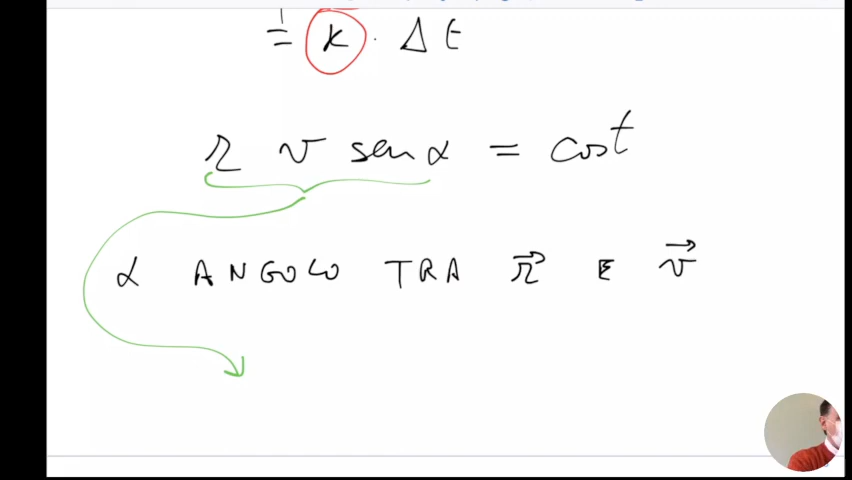 = k · Δt
r v sen α = cost
α ANGOLO TRA r⃗ E v⃗